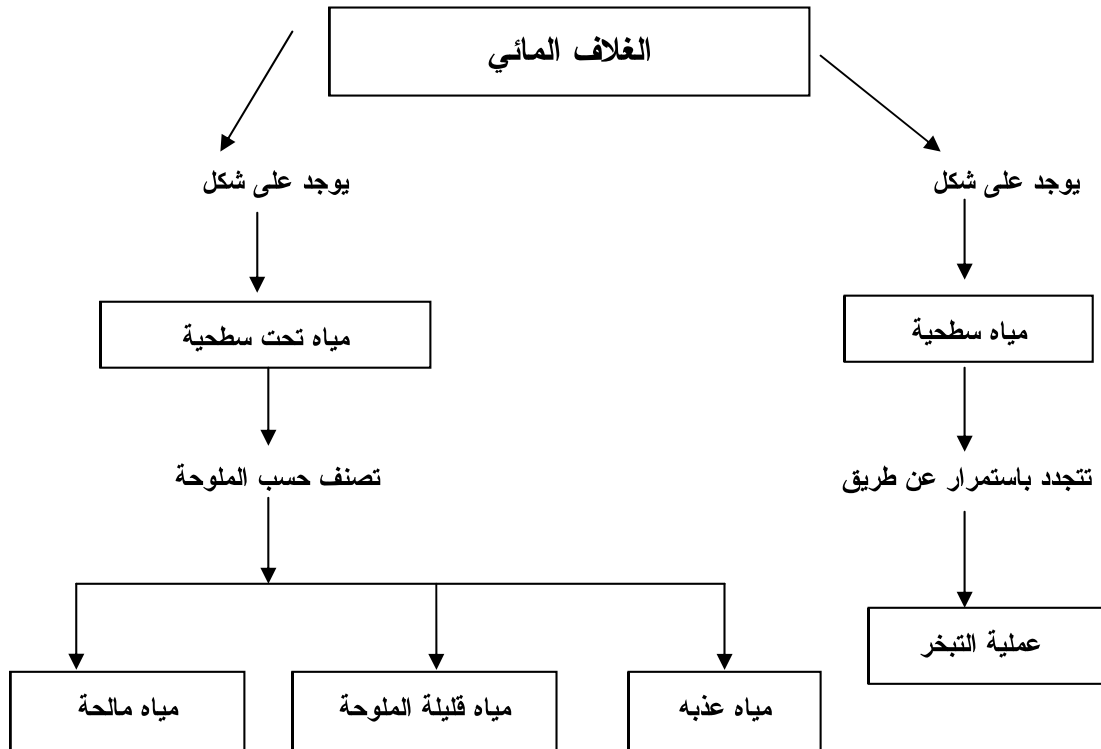 الغلاف المائي
يوجد على شكل
يوجد على شكل
مياه سطحية
مياه تحت سطحية
تتجدد باستمرار عن طريق
تصنف حسب الملوحة
عملية التبخر
مياه عذبه
مياه قليلة الملوحة
مياه مالحة